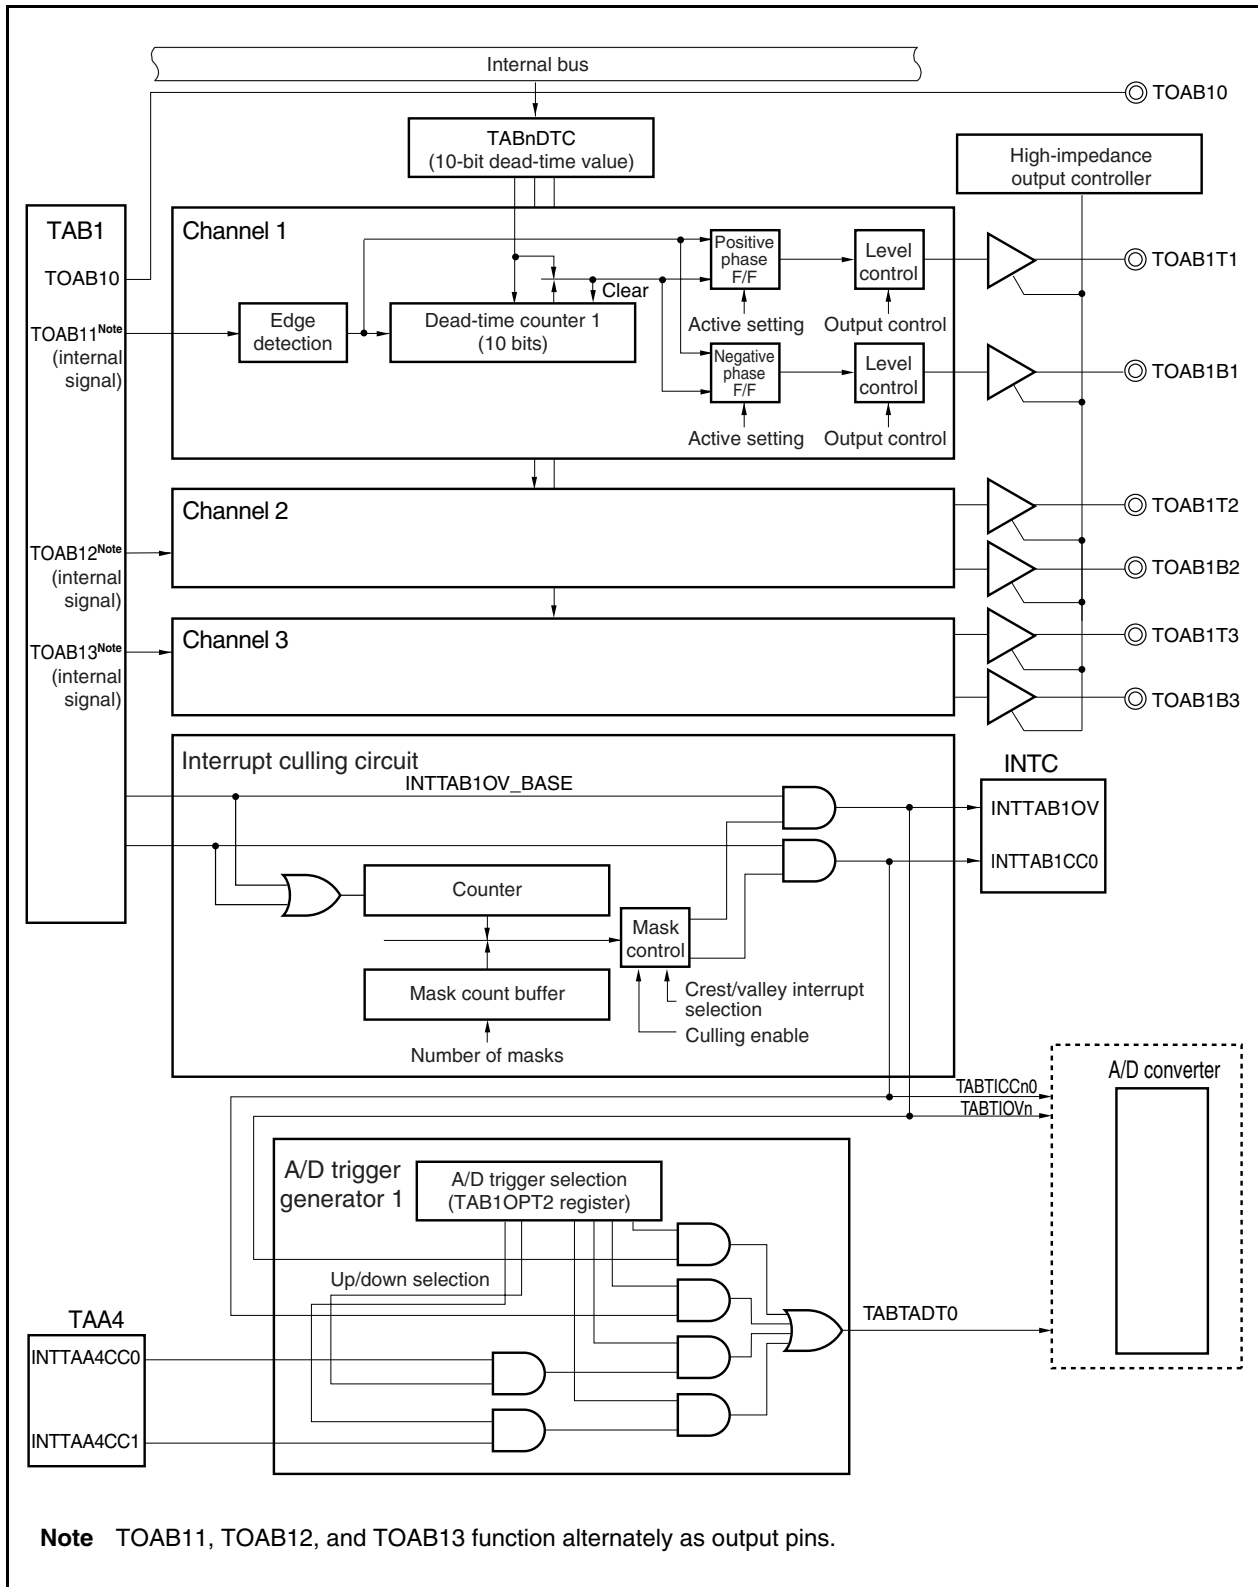 Internal bus
TOAB10
TABnDTC
(10-bit dead-time value)
High-impedance
output controller
TAB1
TOAB10
TOAB11Note
(internal
signal)
TOAB12Note
(internal
signal)
TOAB13Note
(internal
signal)
Channel 1
Edge
detection
Dead-time counter 1
(10 bits)
Clear
Positive
phase
F/F
Level
control
Active setting
Output control
Negative
phase
F/F
Level
control
Active setting
Output control
TOAB1T1
TOAB1B1
Channel 2
TOAB1T2
TOAB1B2
Channel 3
TOAB1T3
TOAB1B3
Interrupt culling circuit
INTTAB1OV_BASE
Counter
Mask
control
Mask count buffer
Number of masks
Crest/valley interrupt
selection
Culling enable
INTC
INTTAB1OV
INTTAB1CC0
TABTICCn0
TABTIOVn
A/D converter
A/D trigger
generator 1
A/D trigger selection
(TAB1OPT2 register)
Up/down selection
TABTADT0
TAA4
INTTAA4CC0
INTTAA4CC1
Note TOAB11, TOAB12, and TOAB13 function alternately as output pins.